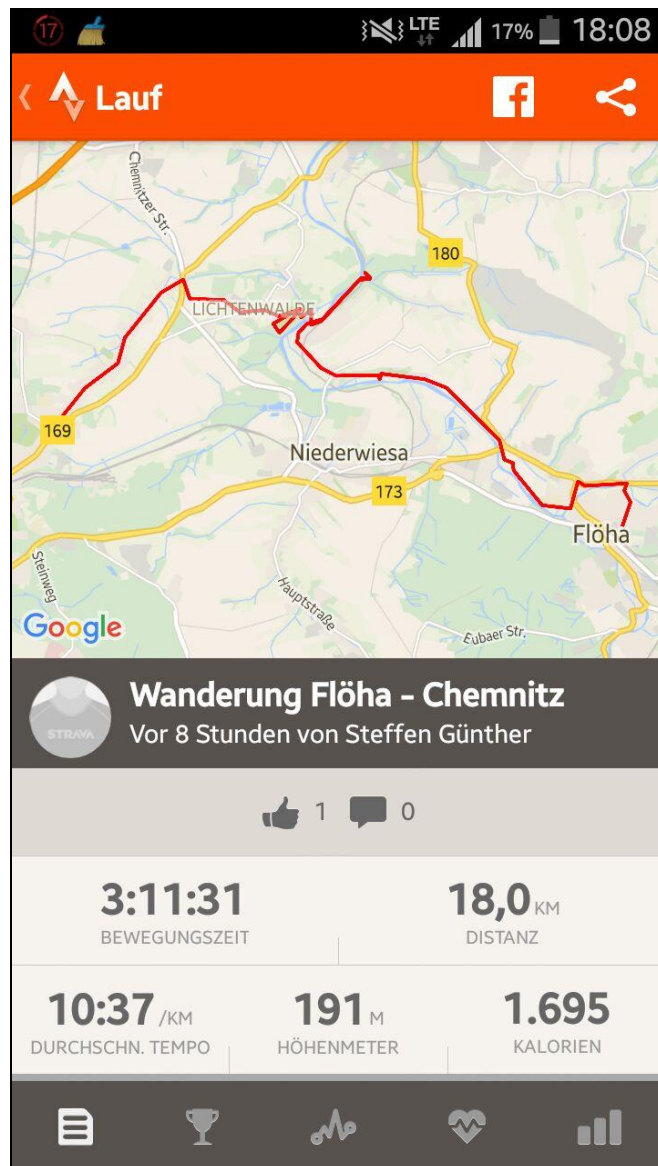 17
LTE
17%
18:08
Lauf
Chemnitzer Str.
180
LICHTENWALDE
169
Niederwiesa
173
Flöha
Steinweg
Hauptstraße
Eubaer Str.
Google
STRAVA
Wanderung Flöha - Chemnitz
Vor 8 Stunden von Steffen Günther
1
0
3:11:31
BEWEGUNGSZEIT
18,0 KM
DISTANZ
10:37 /KM
DURCHSCHN. TEMPO
191 M
HÖHENMETER
1.695
KALORIEN